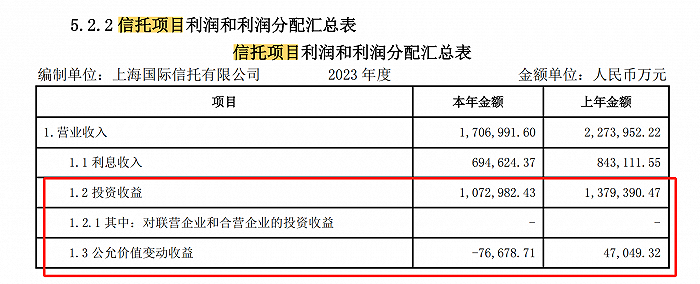 5.2.2 信托项目利润和利润分配汇总表
信托项目利润和利润分配汇总表
编制单位：上海国际信托有限公司 2023 年度 金额单位：人民币万元
项目 本年金额 上年金额
1.营业收入 1,706,991.60 2,273,952.22
1.1 利息收入 694,624.37 843,111.55
1.2 投资收益 1,072,982.43 1,379,390.47
1.2.1 其中：对联营企业和合营企业的投资收益 - -
1.3 公允价值变动收益 -76,678.71 47,049.32